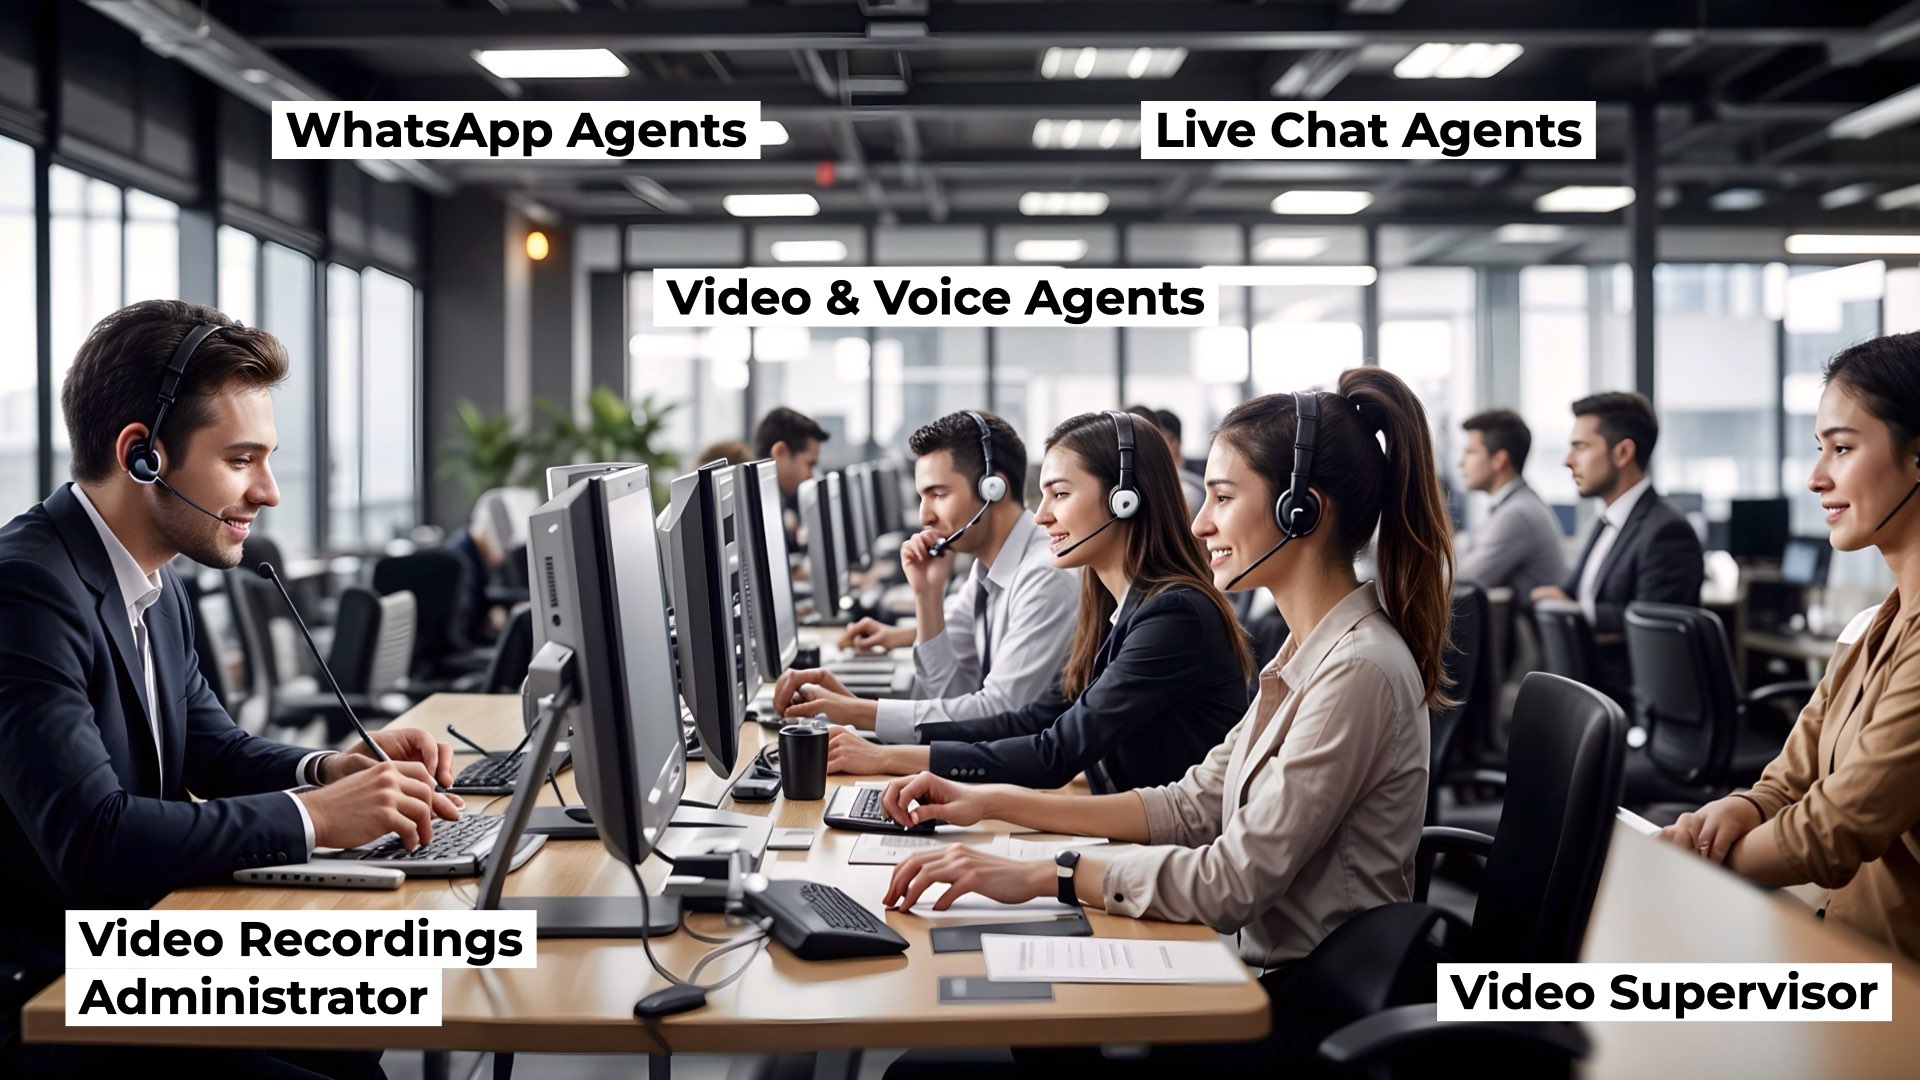 WhatsApp Agents
Live Chat Agents
Video & Voice Agents
Video Recordings
Administrator
Video Supervisor